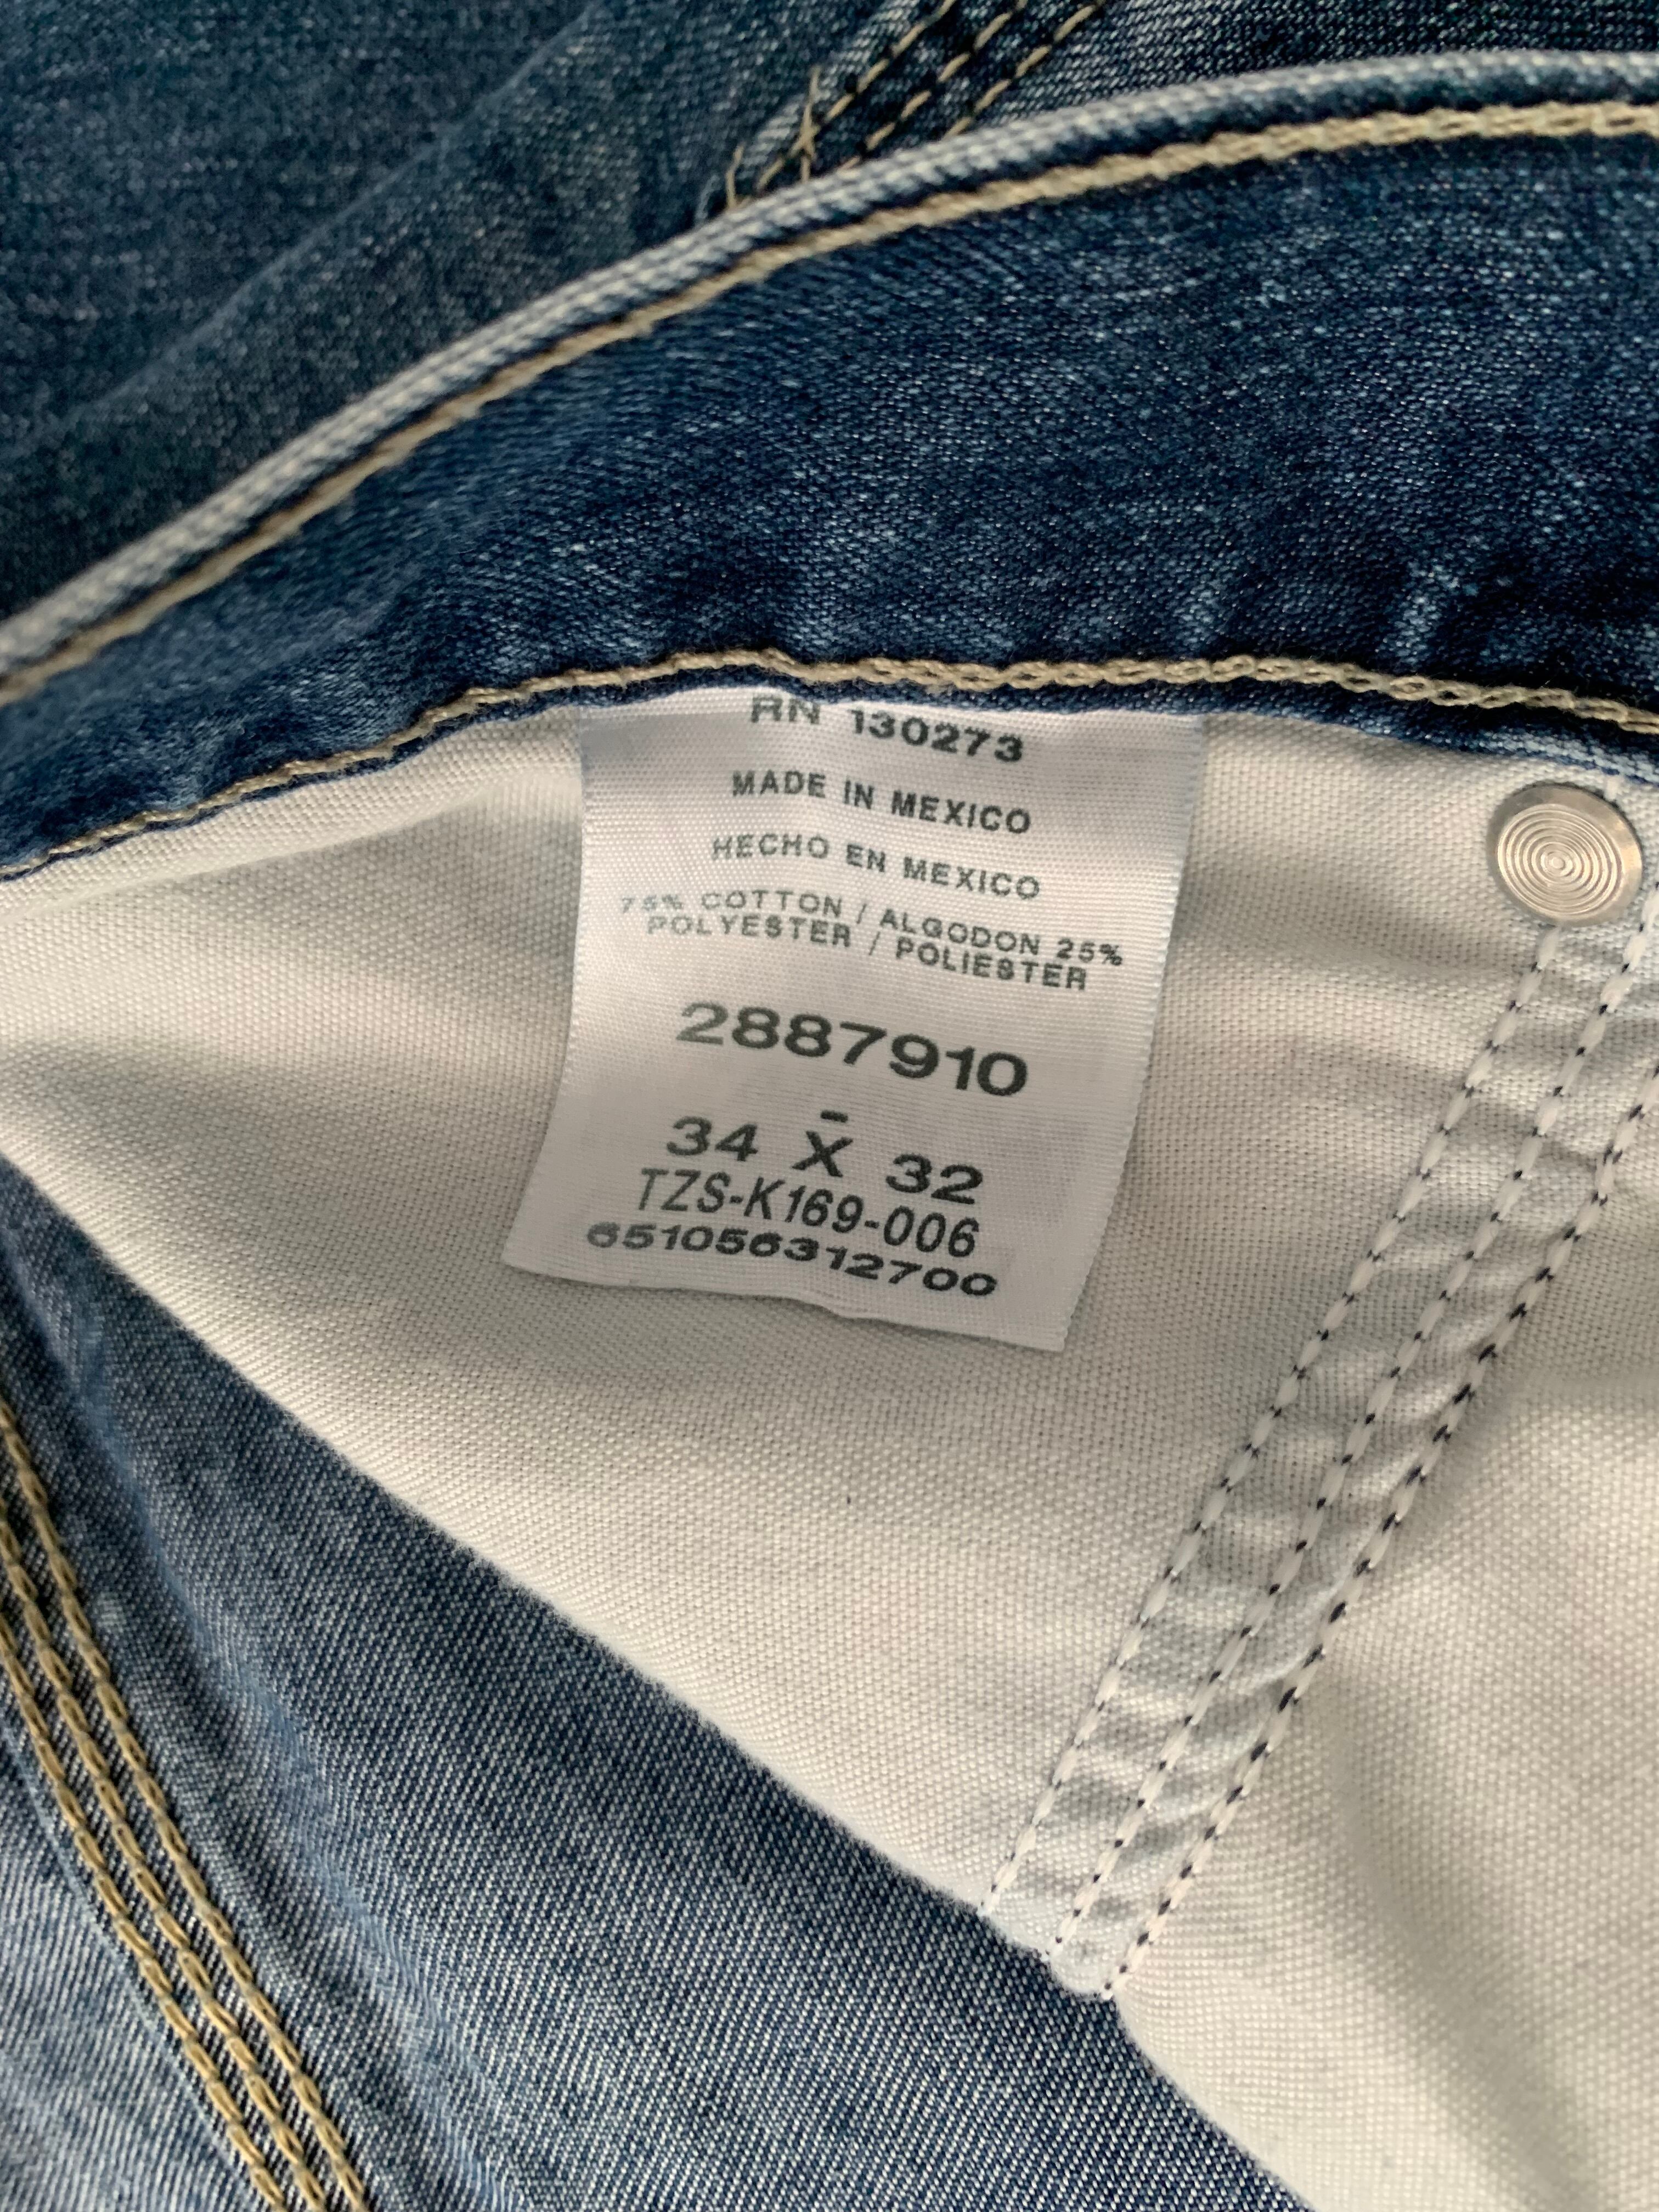 RN 130273
MADE IN MEXICO
HECHO EN MEXICO
75% COTTON / ALGODON 25%
POLYESTER / POLIESTER
2887910
-
34 X 32
TZS-K169-006
651056312700